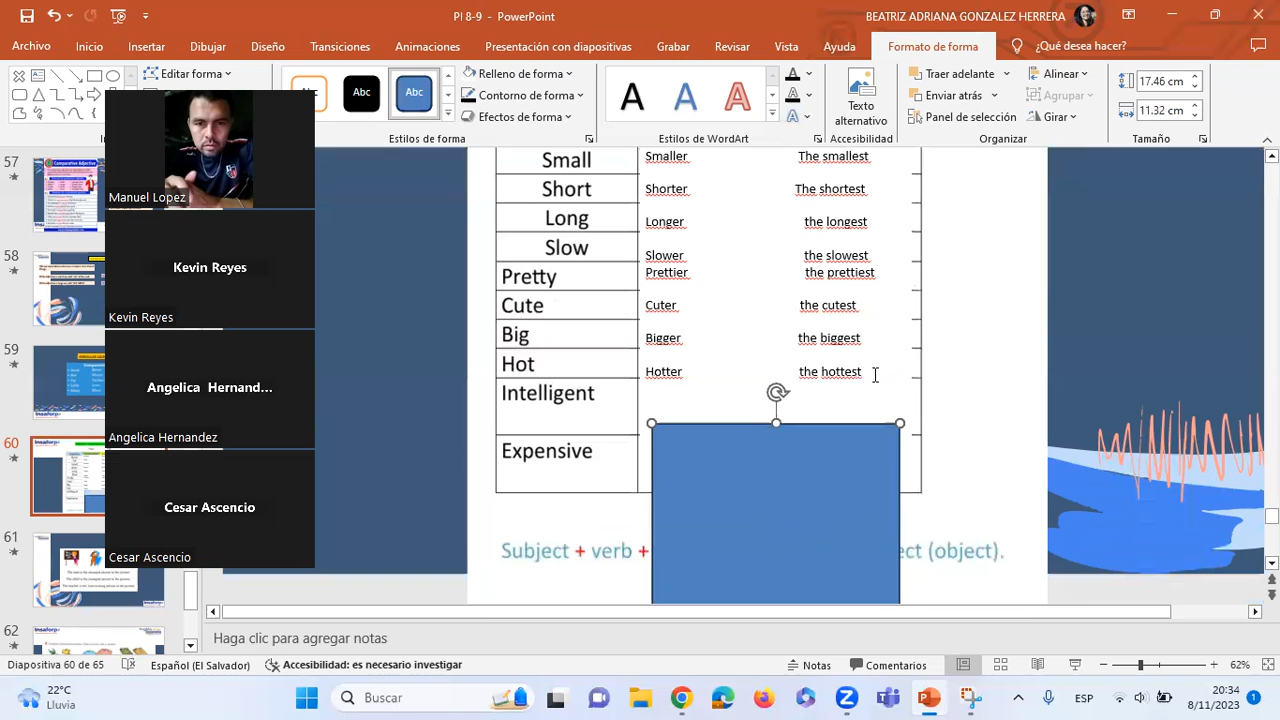 PI 8-9 - PowerPoint
BEATRIZ ADRIANA GONZALEZ HERRERA
Archivo Inicio Insertar Dibujar Diseño Transiciones Animaciones Presentación con diapositivas Grabar Revisar Vista Ayuda Formato de forma ¿Qué desea hacer?
Editar forma
Abc Abc Abc
Relleno de forma
Contorno de forma
Efectos de forma
Estilos de forma
A A A
Estilos de WordArt
Texto alternativo
Accesibilidad
Traer adelante
Enviar atrás
Panel de selección
Alinear
Agrupar
Girar
Organizar
17.46 cm
11.32 cm
Tamaño
Manuel Lopez
Kevin Reyes
Kevin Reyes
Angelica Hernand...
Angelica Hernandez
Cesar Ascencio
Cesar Ascencio
57
58
59
60
61
62
Small Smaller The smallest
Short Shorter The shortest
Long Longer the longest
Slow Slower the slowest
Pretty Prettier the prettiest
Cute Cuter the cutest
Big Bigger the biggest
Hot Hotter the hottest
Intelligent
Expensive
Subject + verb + ect (object).
Haga clic para agregar notas
Diapositiva 60 de 65 Español (El Salvador) Accesibilidad: es necesario investigar Notas Comentarios 62%
22°C
Lluvia
Buscar
ESP
20:34
8/11/2023